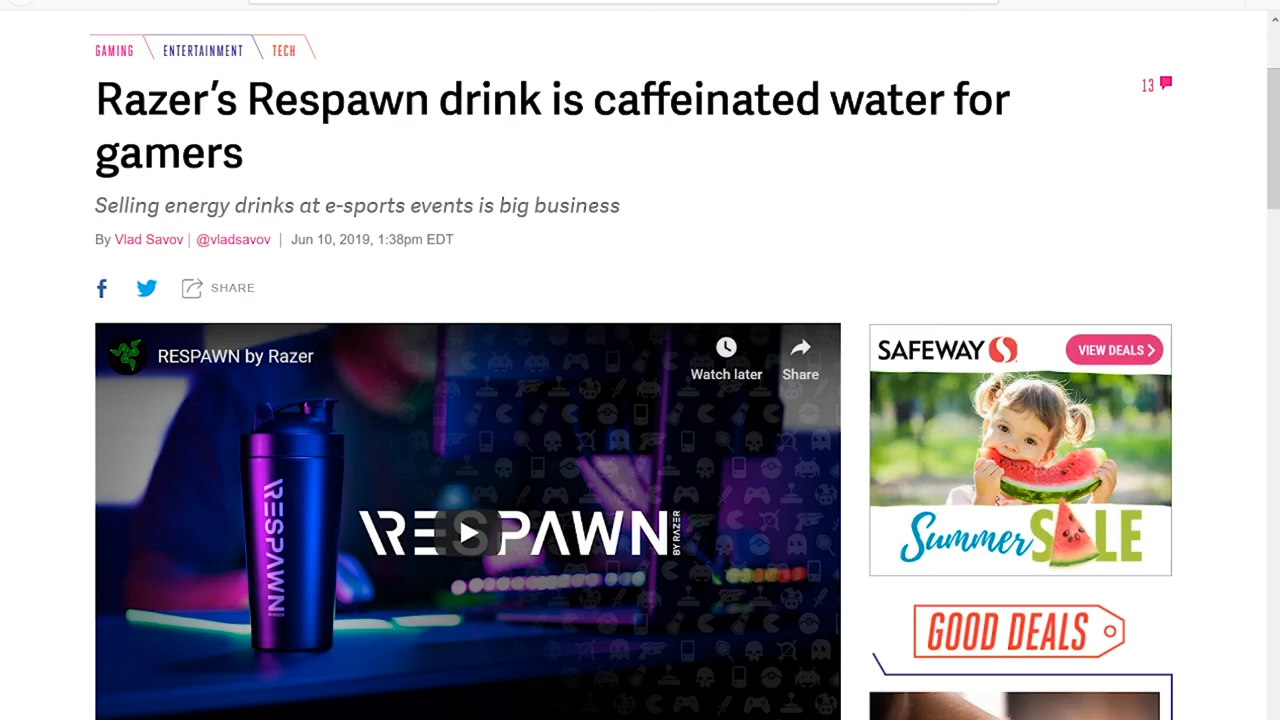 GAMING
ENTERTAINMENT
TECH
Razer's Respawn drink is caffeinated water for
gamers
13
Selling energy drinks at e-sports events is big business
By Vlad Savov | @vladsavov | Jun 10, 2019, 1:38pm EDT
SHARE
RESPAWN by Razer
Watch later
Share
RESPAWN
RESPAWN
BY RAZER
SAFEWAY
VIEW DEALS
Summer SALE
GOOD DEALS